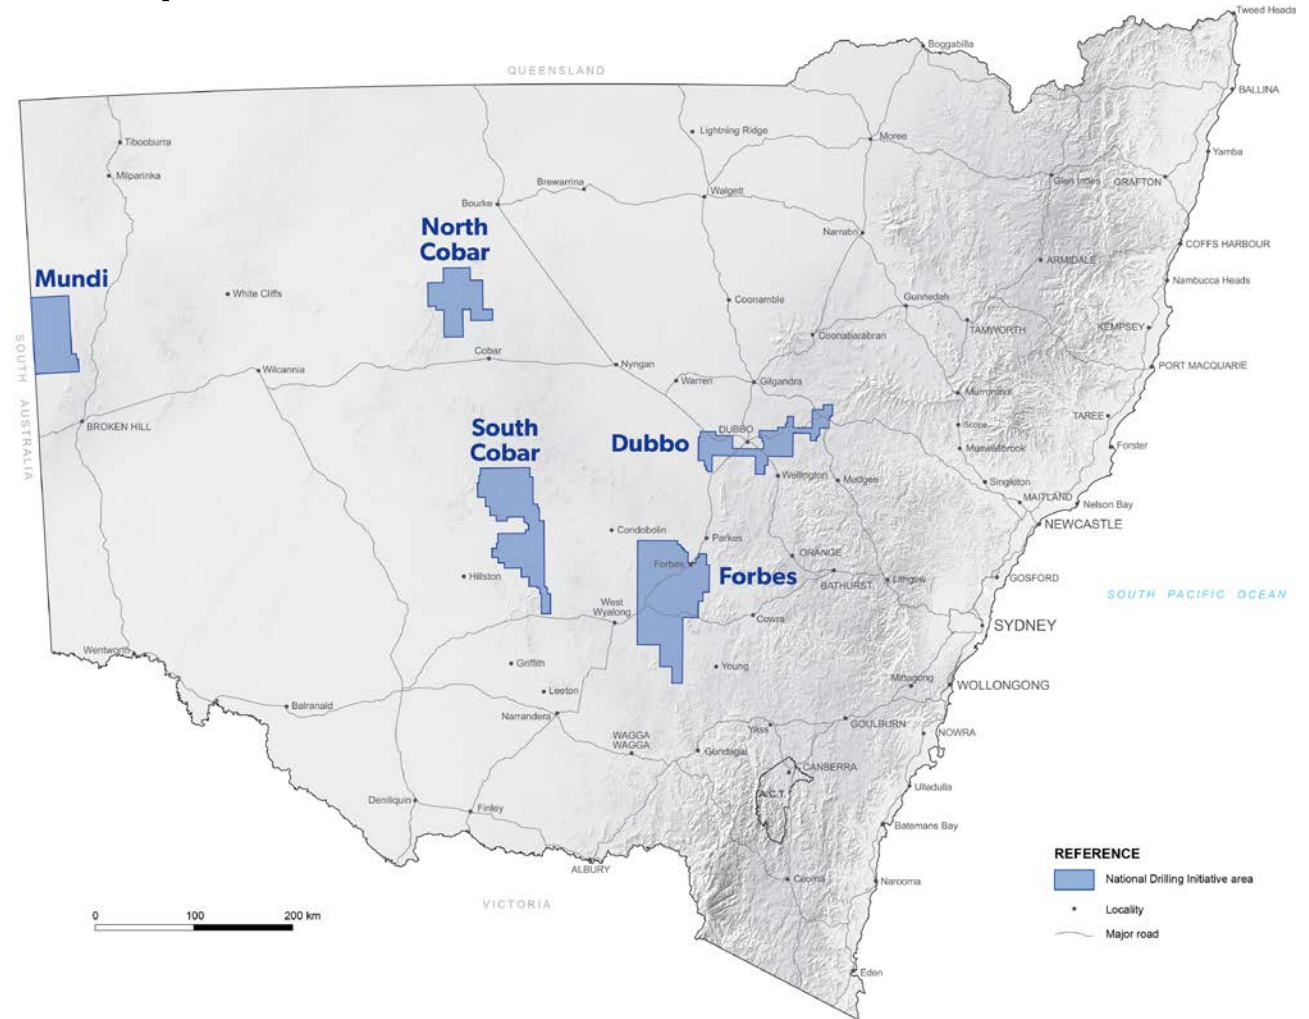 Tweed Heads
Boggabilla
QUEENSLAND
BALLINA
Lightning Ridge
Moree
Tibooburra
Yamba
Milparinka
Glen Innes
GRAFTON
Brewarrina
Walgett
Bourke
North
Cobar
Narrabri
COFFS HARBOUR
ARMIDALE
Mundi
Nambucca Heads
White Cliffs
Coonamble
Gunnedah
TAMWORTH
KEMPSEY
Coonabarabran
SOUTH AUSTRALIA
Cobar
Nyngan
PORT MACQUARIE
Wilcannia
Warren
Gilgandra
Murrurundi
TAREE
BROKEN HILL
South
Cobar
Dubbo
DUBBO
Scone
Forster
Muswellbrook
Wellington
Mudgee
Singleton
MAITLAND
Nelson Bay
NEWCASTLE
Condobolin
Parkes
ORANGE
Forbes
Forbes
Hillston
BATHURST
Lithgow
GOSFORD
SOUTH PACIFIC OCEAN
West
Wyalong
Cowra
SYDNEY
Wentworth
Griffith
Young
Mittagong
WOLLONGONG
Leeton
Balranald
Narrandera
GOULBURN
Yass
NOWRA
WAGGA
WAGGA
Gundagai
CANBERRA
A.C.T.
Ulladulla
Deniliquin
Finley
Batemans Bay
ALBURY
Cooma
Narooma
VICTORIA
Eden
REFERENCE
National Drilling Initiative area
Locality
Major road
0 100 200 km